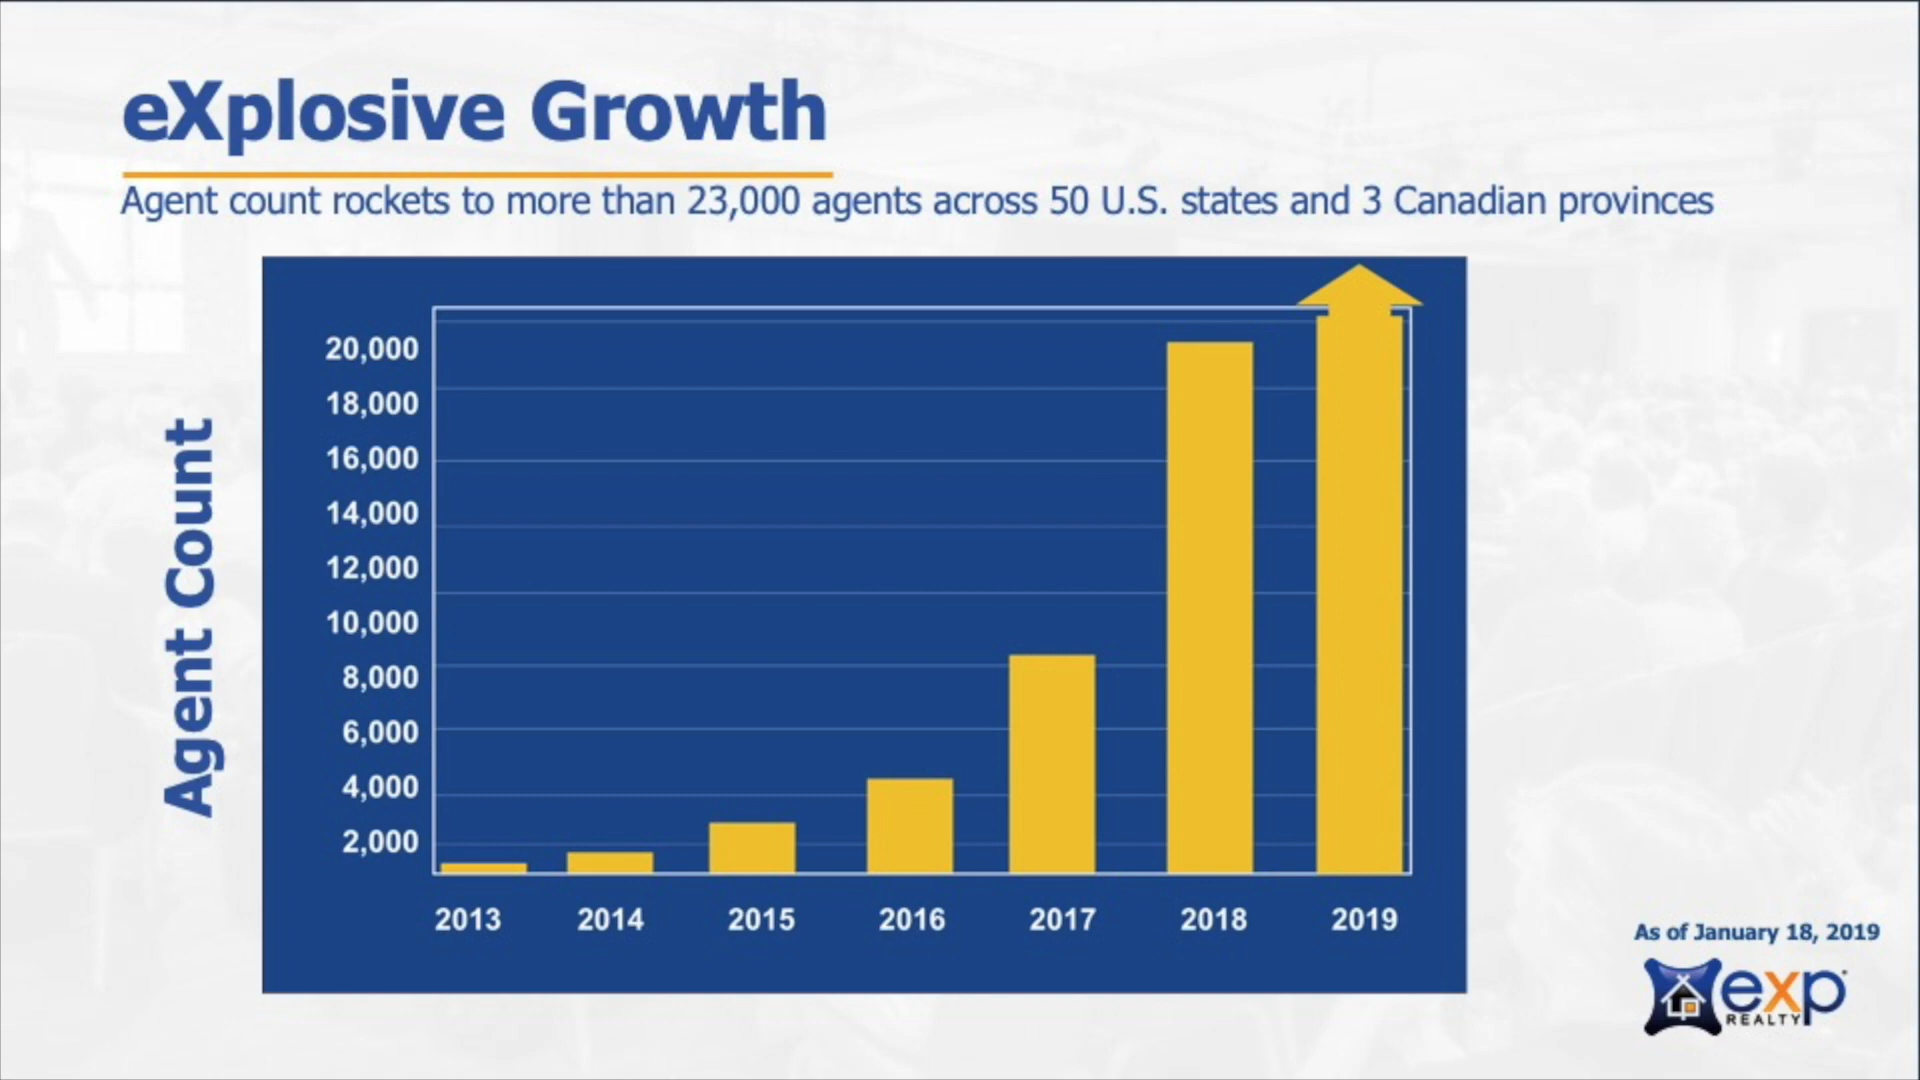 eXplosive Growth
Agent count rockets to more than 23,000 agents across 50 U.S. states and 3 Canadian provinces
Agent Count
20,000
18,000
16,000
14,000
12,000
10,000
8,000
6,000
4,000
2,000
2013 2014 2015 2016 2017 2018 2019
As of January 18, 2019
exp
REALTY